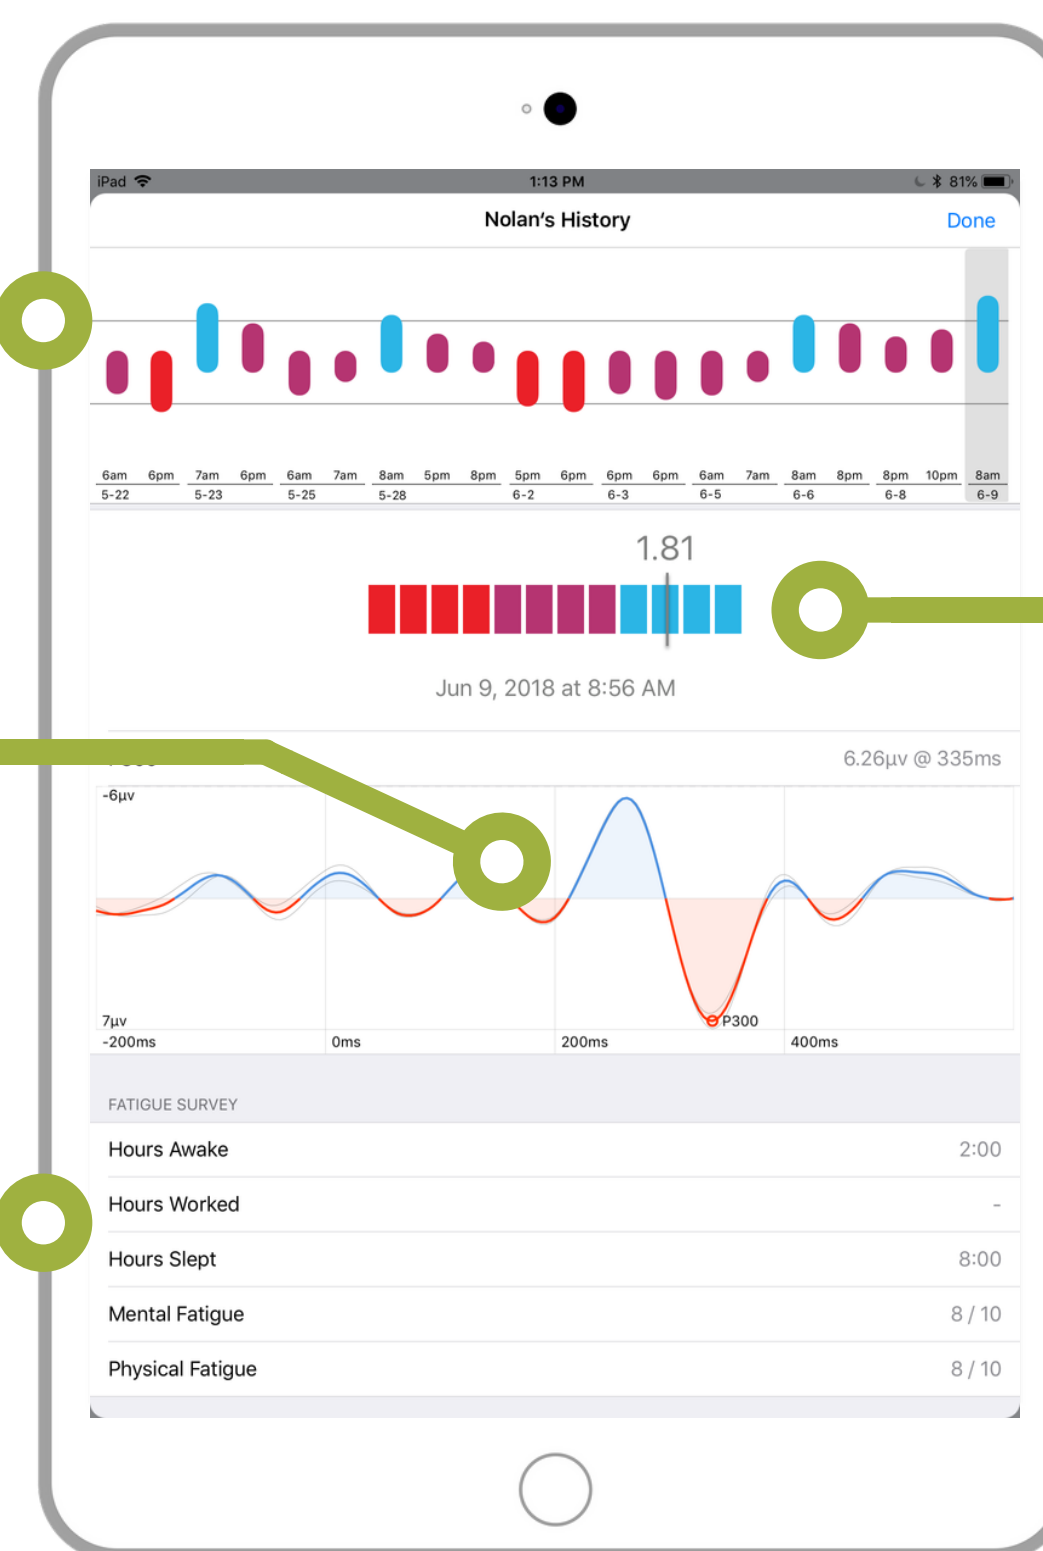 iPad 1:13 PM 81%
Nolan's History Done
6am 6pm 7am 6pm 6am 7am 8am 5pm 8pm 5pm 6pm 6pm 6pm 6am 7am 8am 8pm 8pm 10pm 8am
5-22 5-23 5-25 5-28 6-2 6-3 6-5 6-6 6-8 6-9
1.81
Jun 9, 2018 at 8:56 AM
6.26μv @ 335ms
-6μv
P300
7μv
-200ms 0ms 200ms 400ms
FATIGUE SURVEY
Hours Awake 2:00
Hours Worked -
Hours Slept 8:00
Mental Fatigue 8 / 10
Physical Fatigue 8 / 10